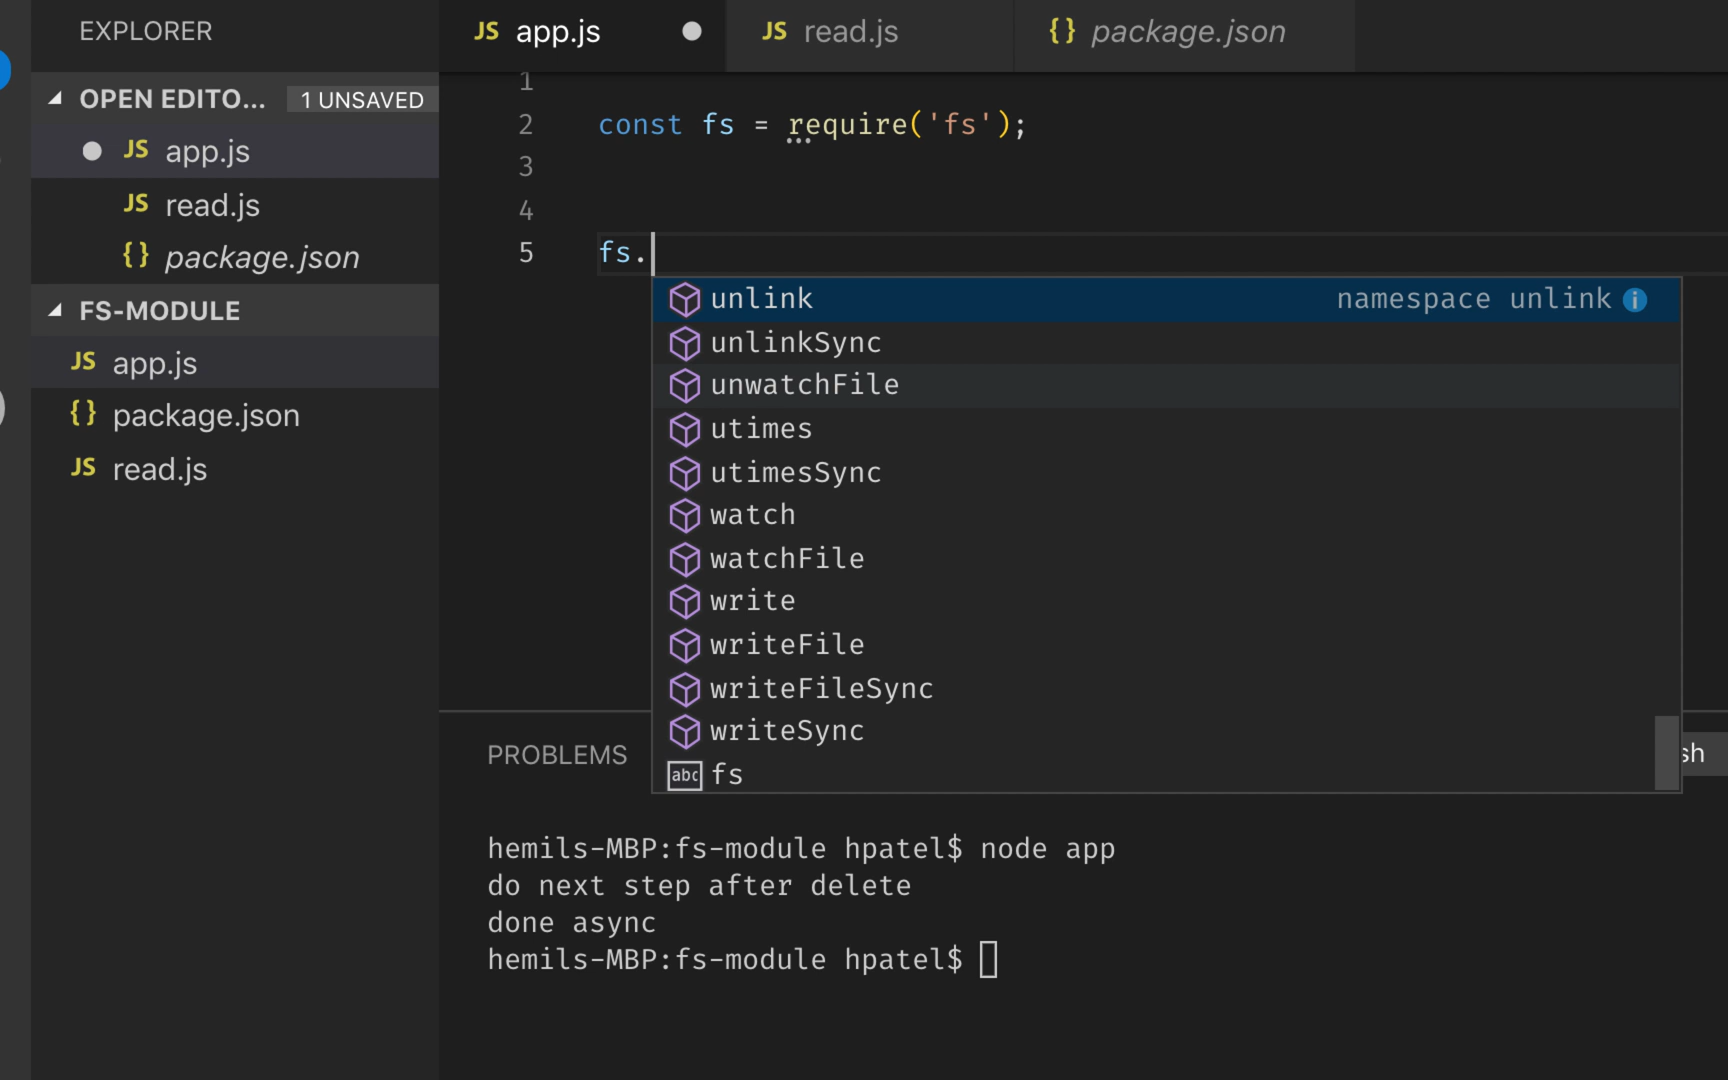 EXPLORER
OPEN EDITO... 1 UNSAVED
JS app.js
JS read.js
{} package.json
FS-MODULE
JS app.js
{} package.json
JS read.js
JS app.js
JS read.js
{} package.json
1
2 const fs = require('fs');
3
4
5 fs.
unlink namespace unlink i
unlinkSync
unwatchFile
utimes
utimesSync
watch
watchFile
write
writeFile
writeFileSync
writeSync
abc fs
PROBLEMS
hemils-MBP:fs-module hpatel$ node app
do next step after delete
done async
hemils-MBP:fs-module hpatel$